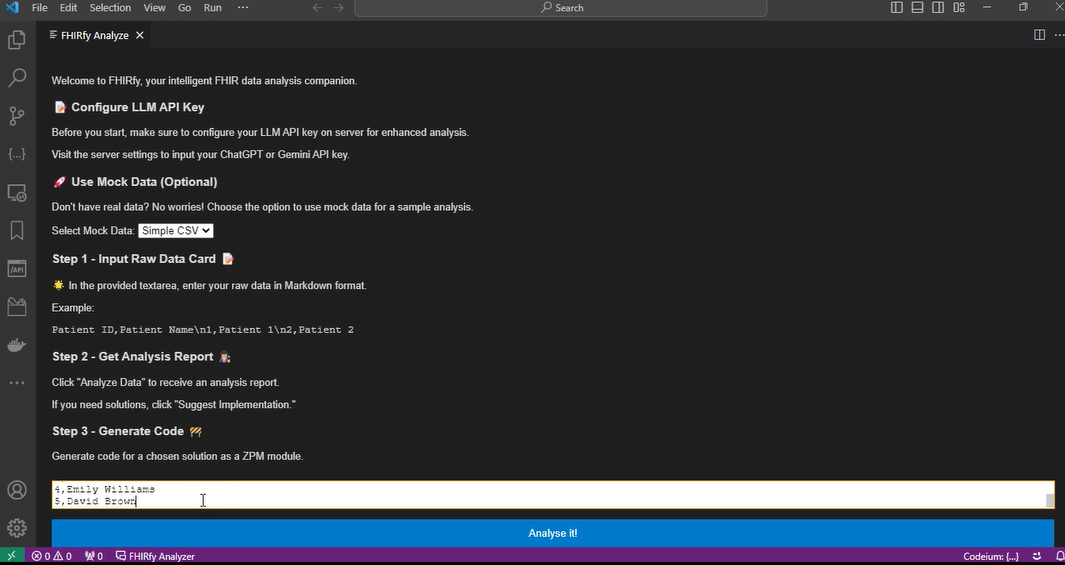 File Edit Selection View Go Run ··· Search
FHIRfy Analyze
Welcome to FHIRfy, your intelligent FHIR data analysis companion.
Configure LLM API Key
Before you start, make sure to configure your LLM API key on server for enhanced analysis.
Visit the server settings to input your ChatGPT or Gemini API key.
Use Mock Data (Optional)
Don't have real data? No worries! Choose the option to use mock data for a sample analysis.
Select Mock Data: Simple CSV
Step 1 - Input Raw Data Card
In the provided textarea, enter your raw data in Markdown format.
Example:
Patient ID,Patient Name\n1,Patient 1\n2,Patient 2
Step 2 - Get Analysis Report
Click "Analyze Data" to receive an analysis report.
If you need solutions, click "Suggest Implementation."
Step 3 - Generate Code
Generate code for a chosen solution as a ZPM module.
4,Emily Williams
5,David Brown
Analyse it!
0 0 0 FHIRfy Analyzer Codeium: {...}